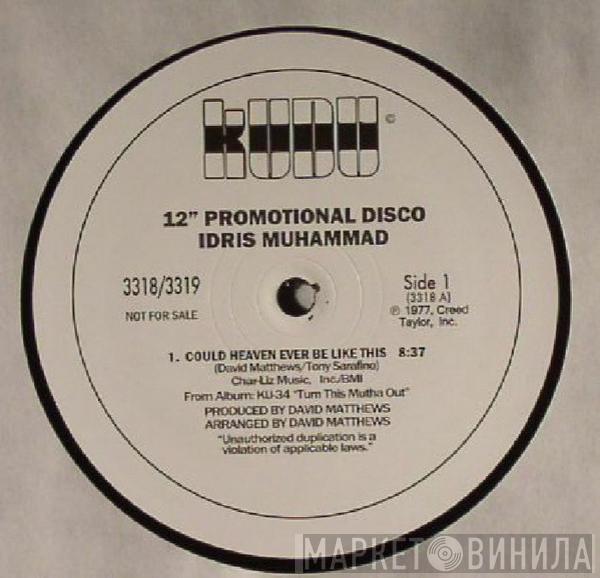 KUDU ©
12” PROMOTIONAL DISCO
IDRIS MUHAMMAD
3318/3319
NOT FOR SALE
Side 1
(3318 A)
℗ 1977, Creed
Taylor, Inc.
1. COULD HEAVEN EVER BE LIKE THIS 8:37
(David Matthews/Tony Sarafino)
Char-Liz Music, Inc./BMI
From Album: KU-34 "Turn This Mutha Out"
PRODUCED BY DAVID MATTHEWS
ARRANGED BY DAVID MATTHEWS
"Unauthorized duplication is a
violation of applicable laws."
МАРКЕТОВИНИЛА